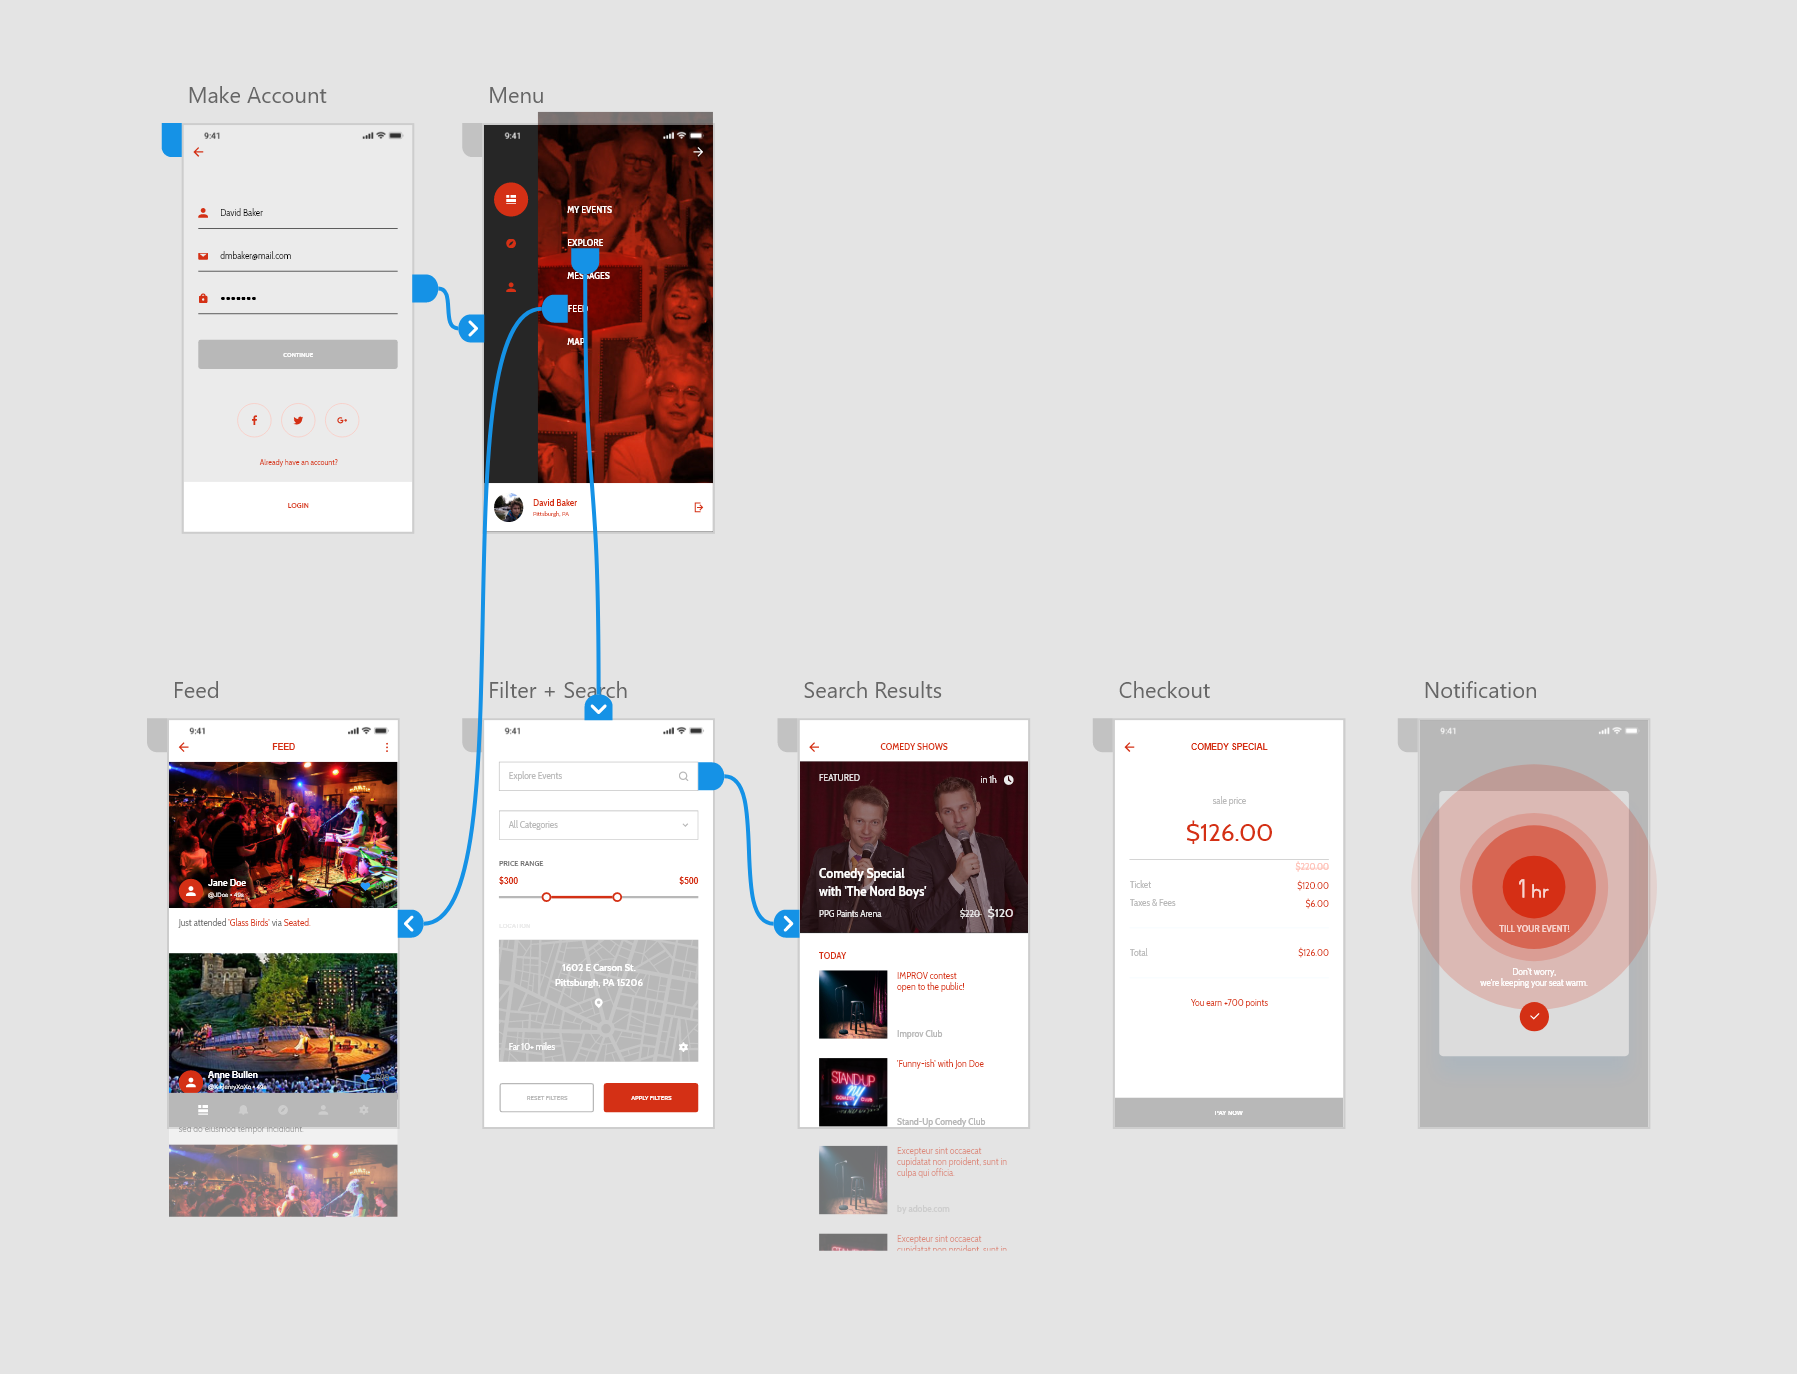 Make Account
9:41
David Baker
dmbaker@mail.com
CONTINUE
Already have an account?
LOGIN
Menu
9:41
MY EVENTS
EXPLORE
MESSAGES
FEED
MAP
David Baker
Pittsburgh, PA
Feed
9:41
FEED
Jane Doe
@JDoe • 49s
Just attended 'Glass Birds' via Seated.
Anne Bullen
sed do eiusmod tempor incididunt.
Filter + Search
9:41
Explore Events
All Categories
PRICE RANGE
$300 $500
LOCATION
1602 E Carson St.
Pittsburgh, PA 15206
Far 10+ miles
RESET FILTERS APPLY FILTERS
Search Results
COMEDY SHOWS
FEATURED in 1h
Comedy Special
with 'The Nord Boys'
PPG Paints Arena $220 $120
TODAY
IMPROV contest
open to the public!
Improv Club
STAND-UP
NY
COMEDY CLUB
'Funny-ish' with Jon Doe
Stand-Up Comedy Club
Excepteur sint occaecat
cupidatat non proident, sunt in
culpa qui officia.
by adobe.com
Excepteur sint occaecat
cupidatat non proident, sunt in
Checkout
COMEDY SPECIAL
sale price
$126.00
$220.00
Ticket $120.00
Taxes & Fees $6.00
Total $126.00
You earn +700 points
PAY NOW
Notification
9:41
1 hr
TILL YOUR EVENT!
Don't worry,
we're keeping your seat warm.